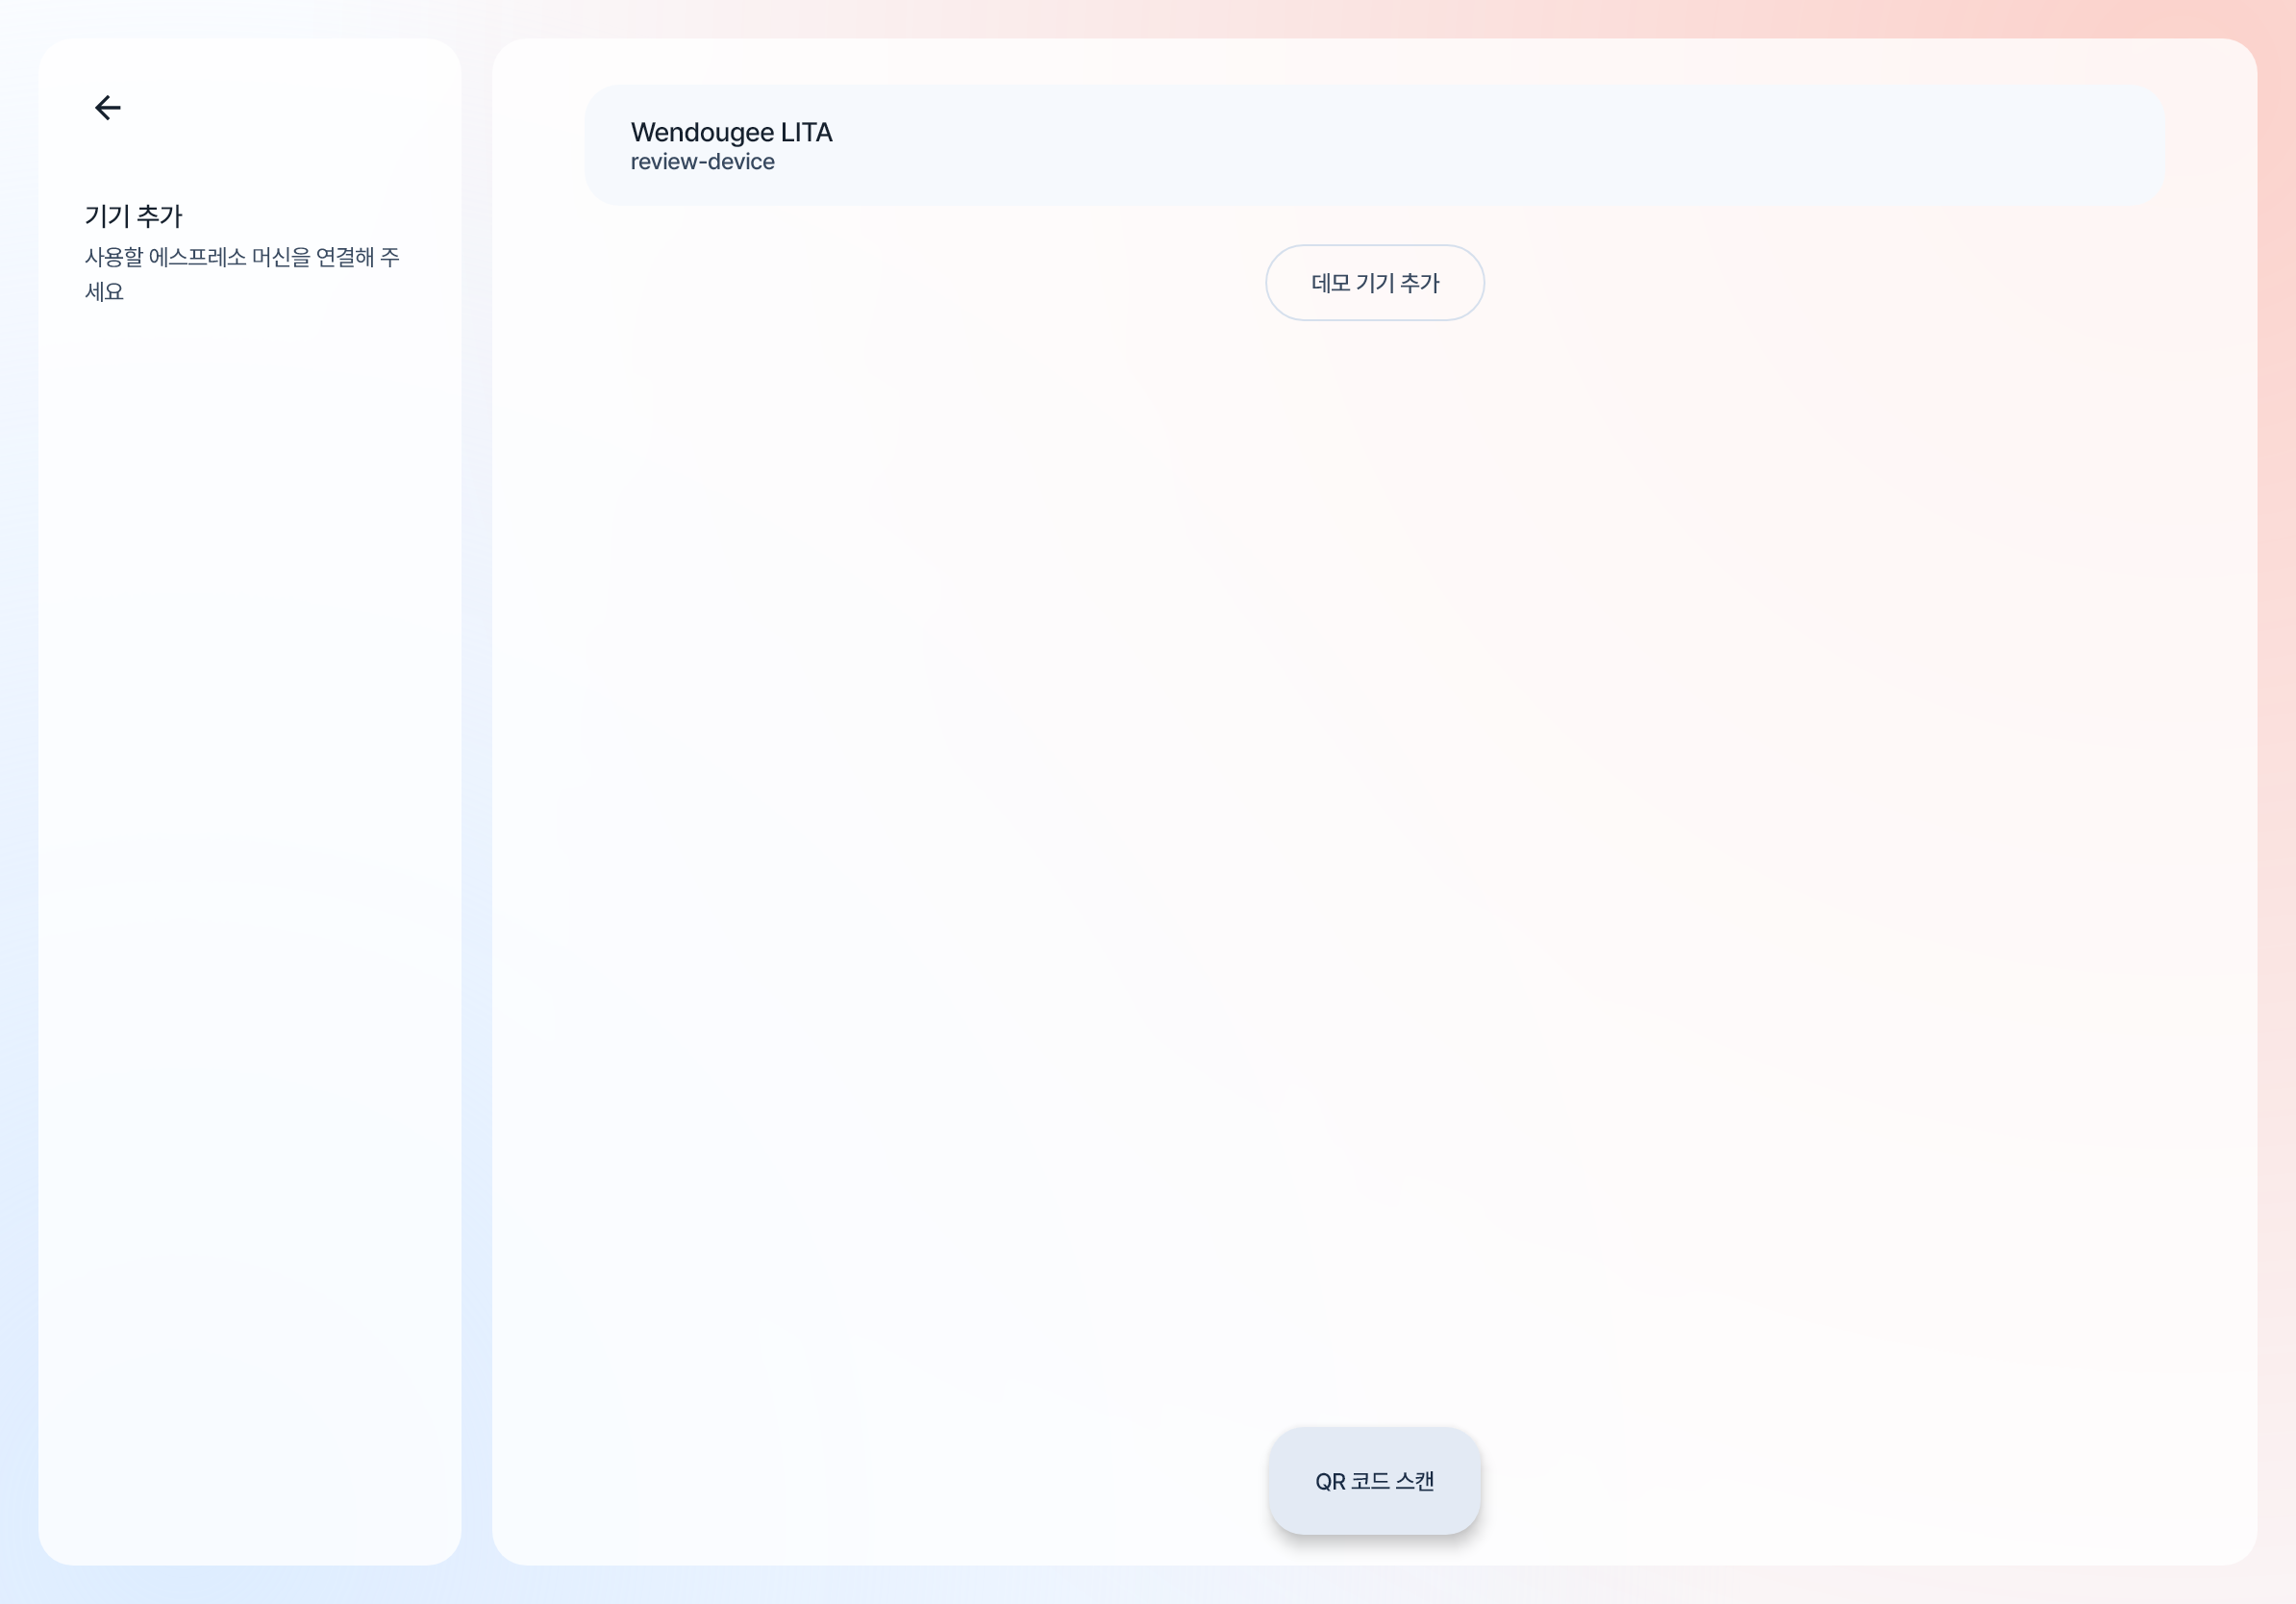 기기 추가
사용할 에스프레소 머신을 연결해 주
세요
Wendougee LITA
review-device
데모 기기 추가
QR 코드 스캔